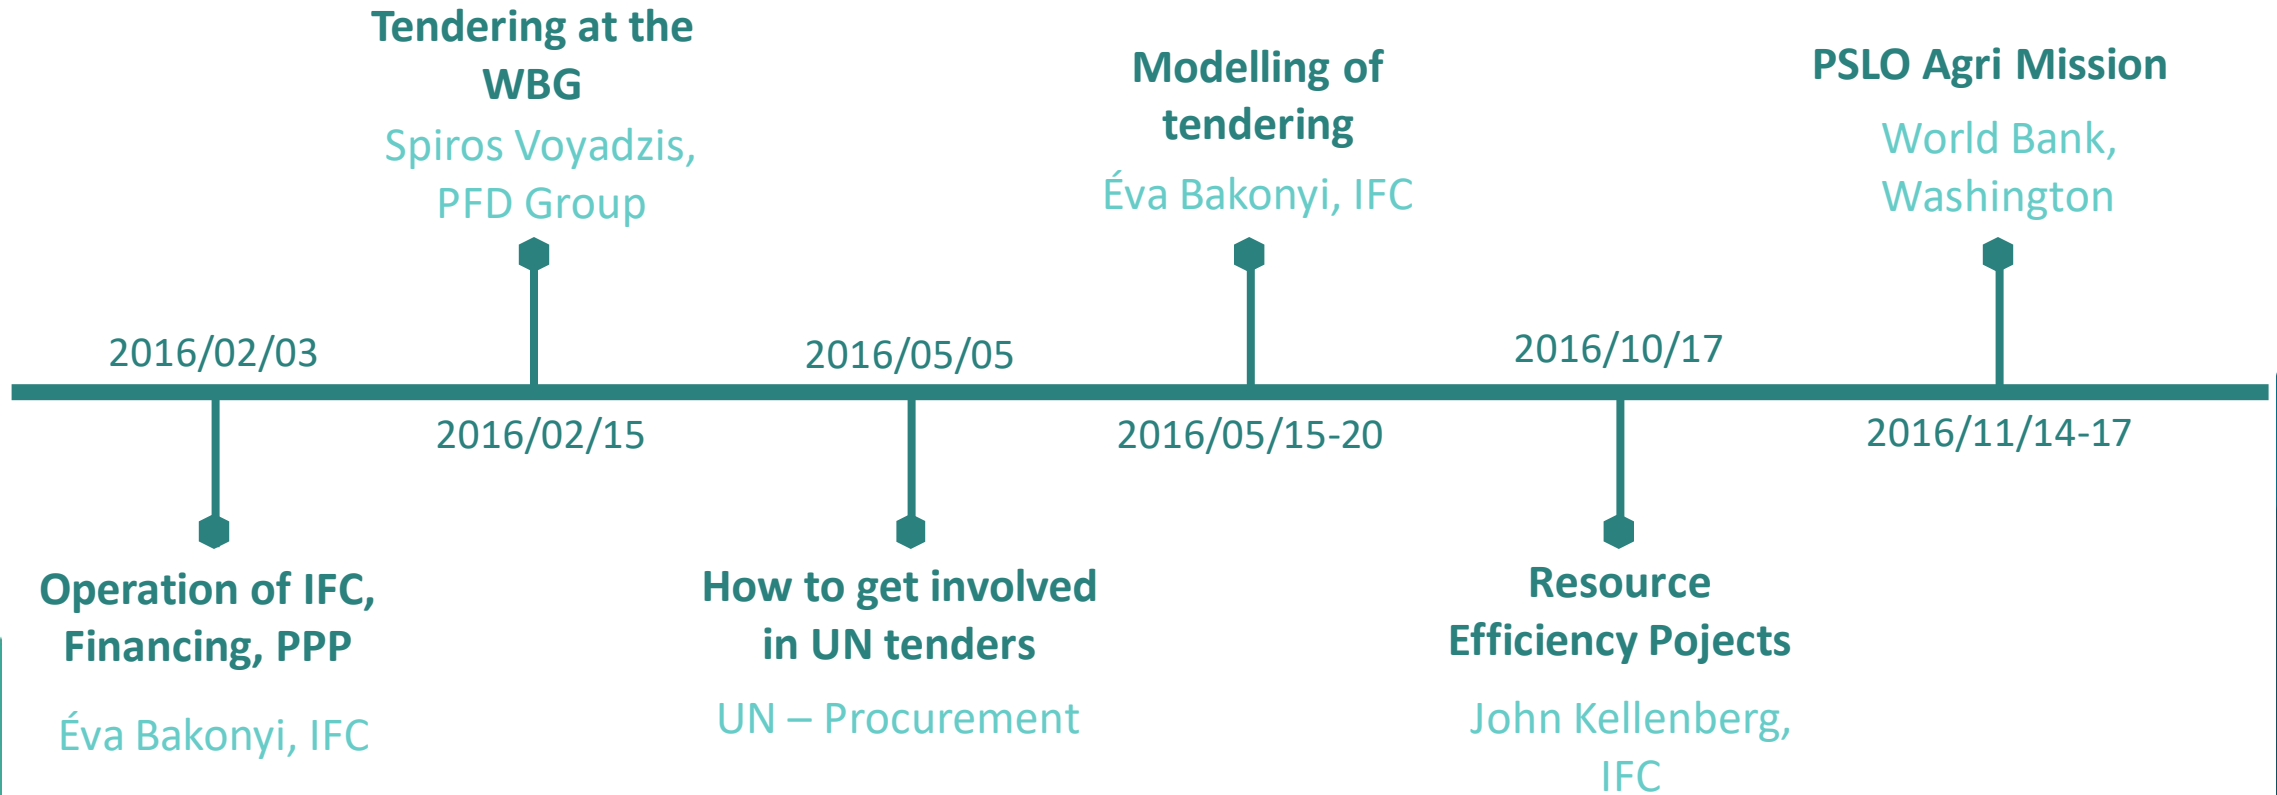 2016/02/03
Operation of IFC,
Financing, PPP
Éva Bakonyi, IFC
Tendering at the
WBG
Spiros Voyadzis,
PFD Group
2016/02/15
2016/05/05
How to get involved
in UN tenders
UN – Procurement
Modelling of
tendering
Éva Bakonyi, IFC
2016/05/15-20
2016/10/17
Resource
Efficiency Pojects
John Kellenberg,
IFC
PSLO Agri Mission
World Bank,
Washington
2016/11/14-17